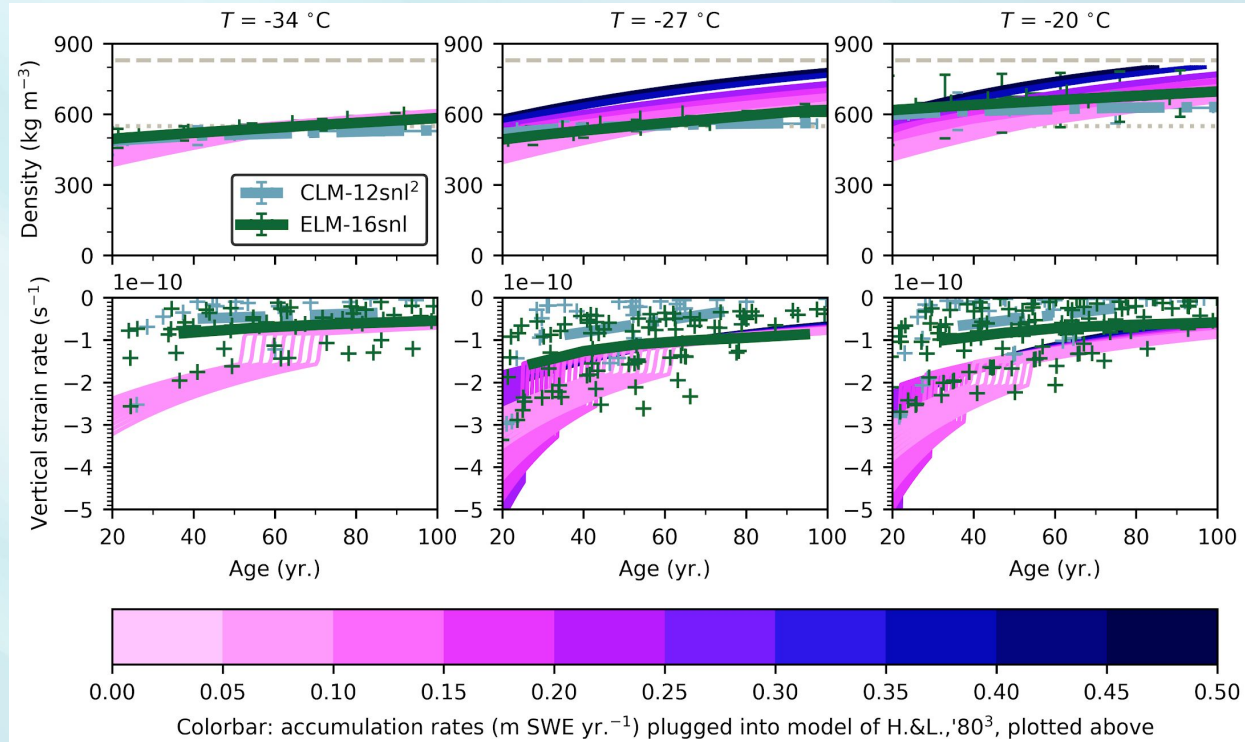 T = -34 °C
T = -27 °C
T = -20 °C
Density (kg m⁻³)
900
600
300
0
900
600
300
0
900
600
300
0
CLM-12snl²
ELM-16snl
Vertical strain rate (s⁻¹)
1e−10
0
−1
−2
−3
−4
−5
1e−10
0
−1
−2
−3
−4
−5
1e−10
0
−1
−2
−3
−4
−5
20 40 60 80 100
20 40 60 80 100
20 40 60 80 100
Age (yr.)
Age (yr.)
Age (yr.)
0.00 0.05 0.10 0.15 0.20 0.25 0.30 0.35 0.40 0.45 0.50
Colorbar: accumulation rates (m SWE yr.⁻¹) plugged into model of H.&L.,'80³, plotted above